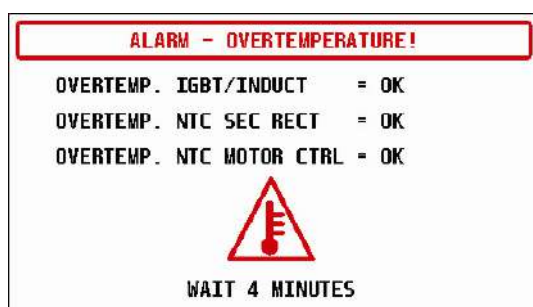 ALARM - OVERTEMPERATURE!
OVERTEMP. IGBT/INDUCT = OK
OVERTEMP. NTC SEC RECT = OK
OVERTEMP. NTC MOTOR CTRL = OK
WAIT 4 MINUTES